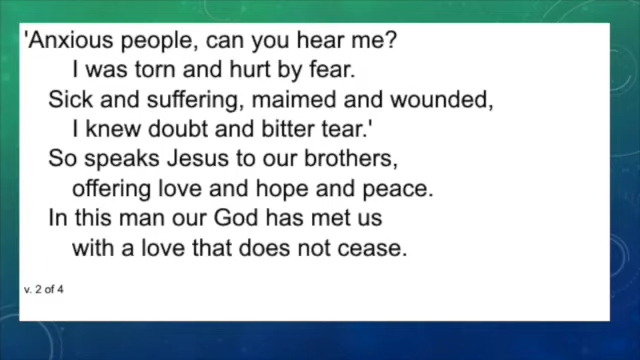 'Anxious people, can you hear me?
I was torn and hurt by fear.
Sick and suffering, maimed and wounded,
I knew doubt and bitter tear.'
So speaks Jesus to our brothers,
offering love and hope and peace.
In this man our God has met us
with a love that does not cease.
v. 2 of 4